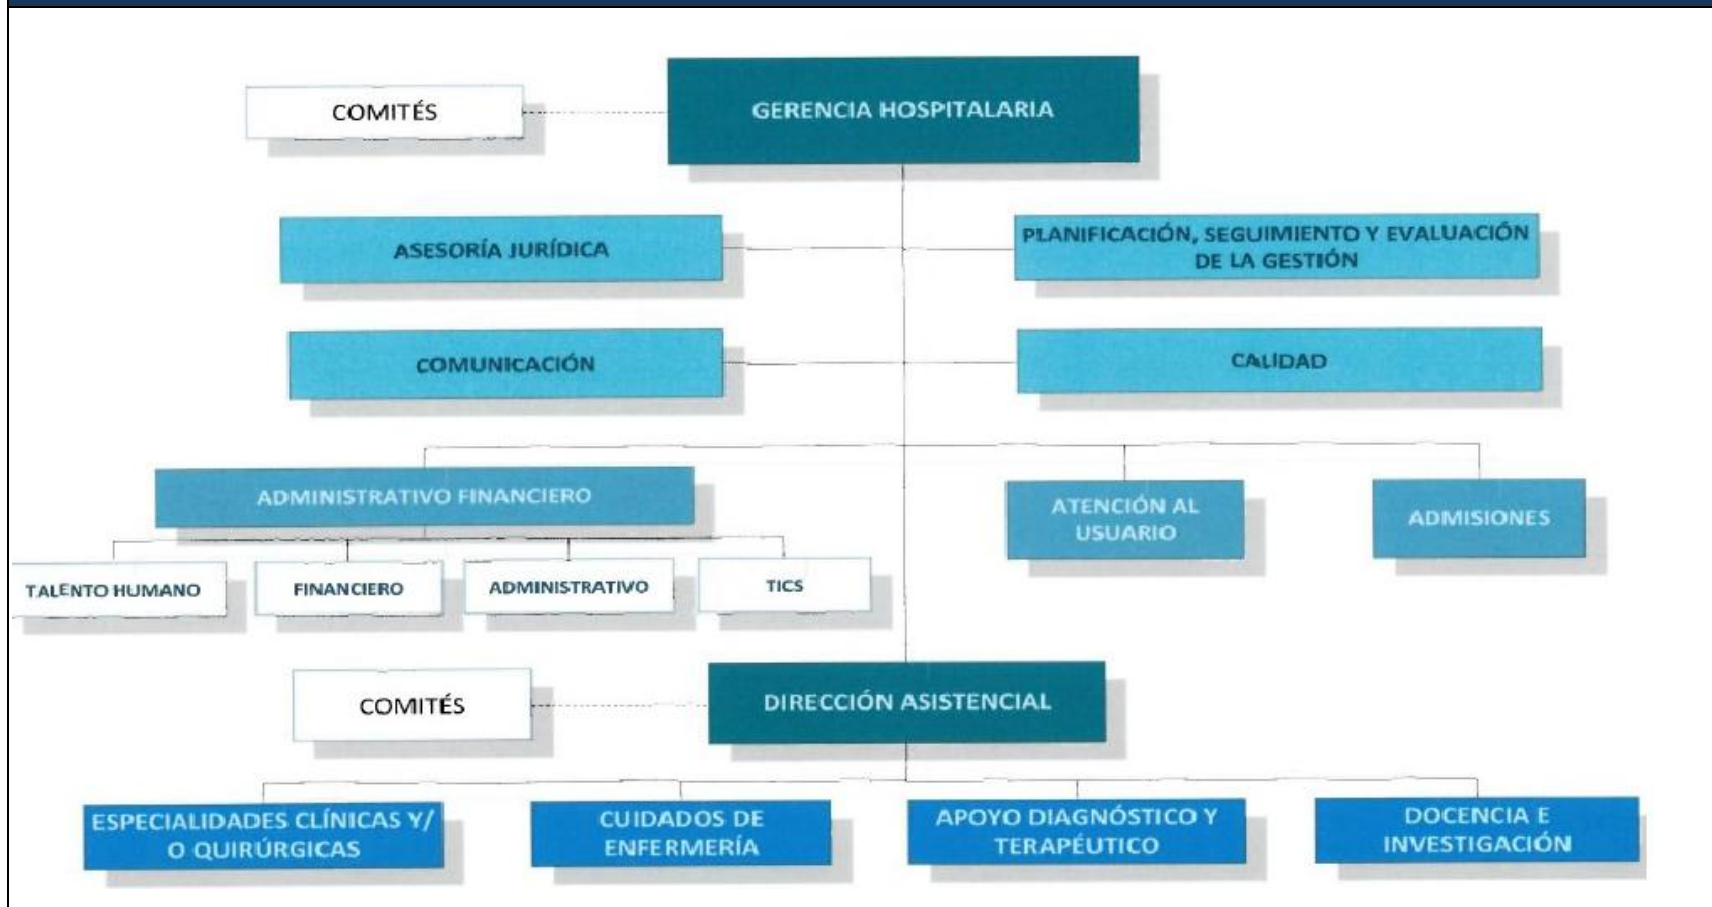 COMITÉS
GERENCIA HOSPITALARIA
ASESORÍA JURÍDICA
PLANIFICACIÓN, SEGUIMIENTO Y EVALUACIÓN
DE LA GESTIÓN
COMUNICACIÓN
CALIDAD
ADMINISTRATIVO FINANCIERO
ATENCIÓN AL
USUARIO
ADMISIONES
TALENTO HUMANO
FINANCIERO
ADMINISTRATIVO
TICS
COMITÉS
DIRECCIÓN ASISTENCIAL
ESPECIALIDADES CLÍNICAS Y/
O QUIRÚRGICAS
CUIDADOS DE
ENFERMERÍA
APOYO DIAGNÓSTICO Y
TERAPÉUTICO
DOCENCIA E
INVESTIGACIÓN